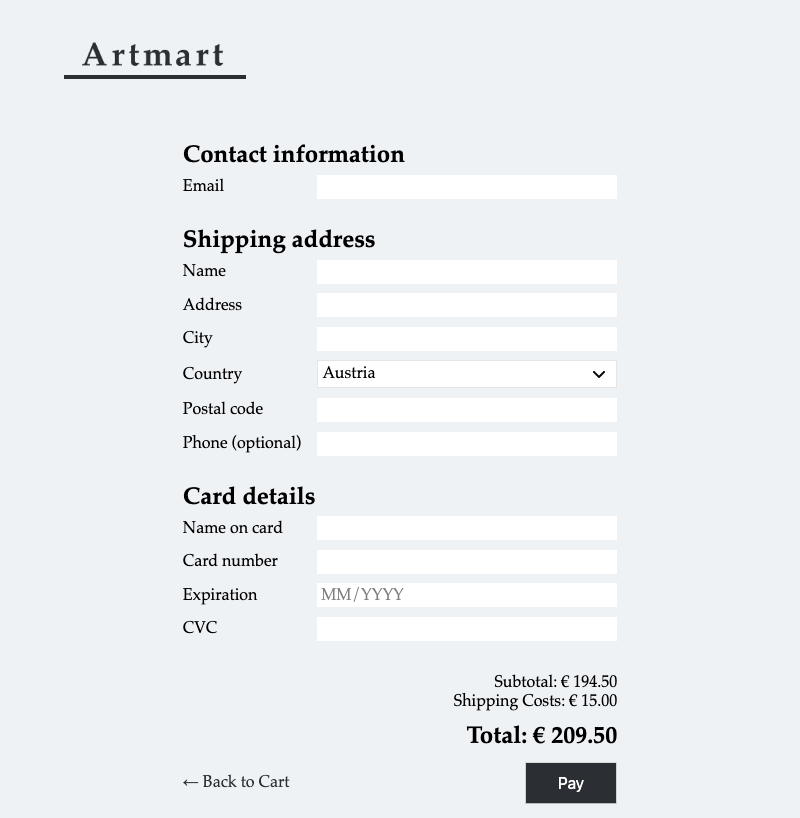 Artmart
Contact information
Email
Shipping address
Name
Address
City
Country Austria
Postal code
Phone (optional)
Card details
Name on card
Card number
Expiration MM/YYYY
CVC
Subtotal: € 194.50
Shipping Costs: € 15.00
Total: € 209.50
← Back to Cart Pay